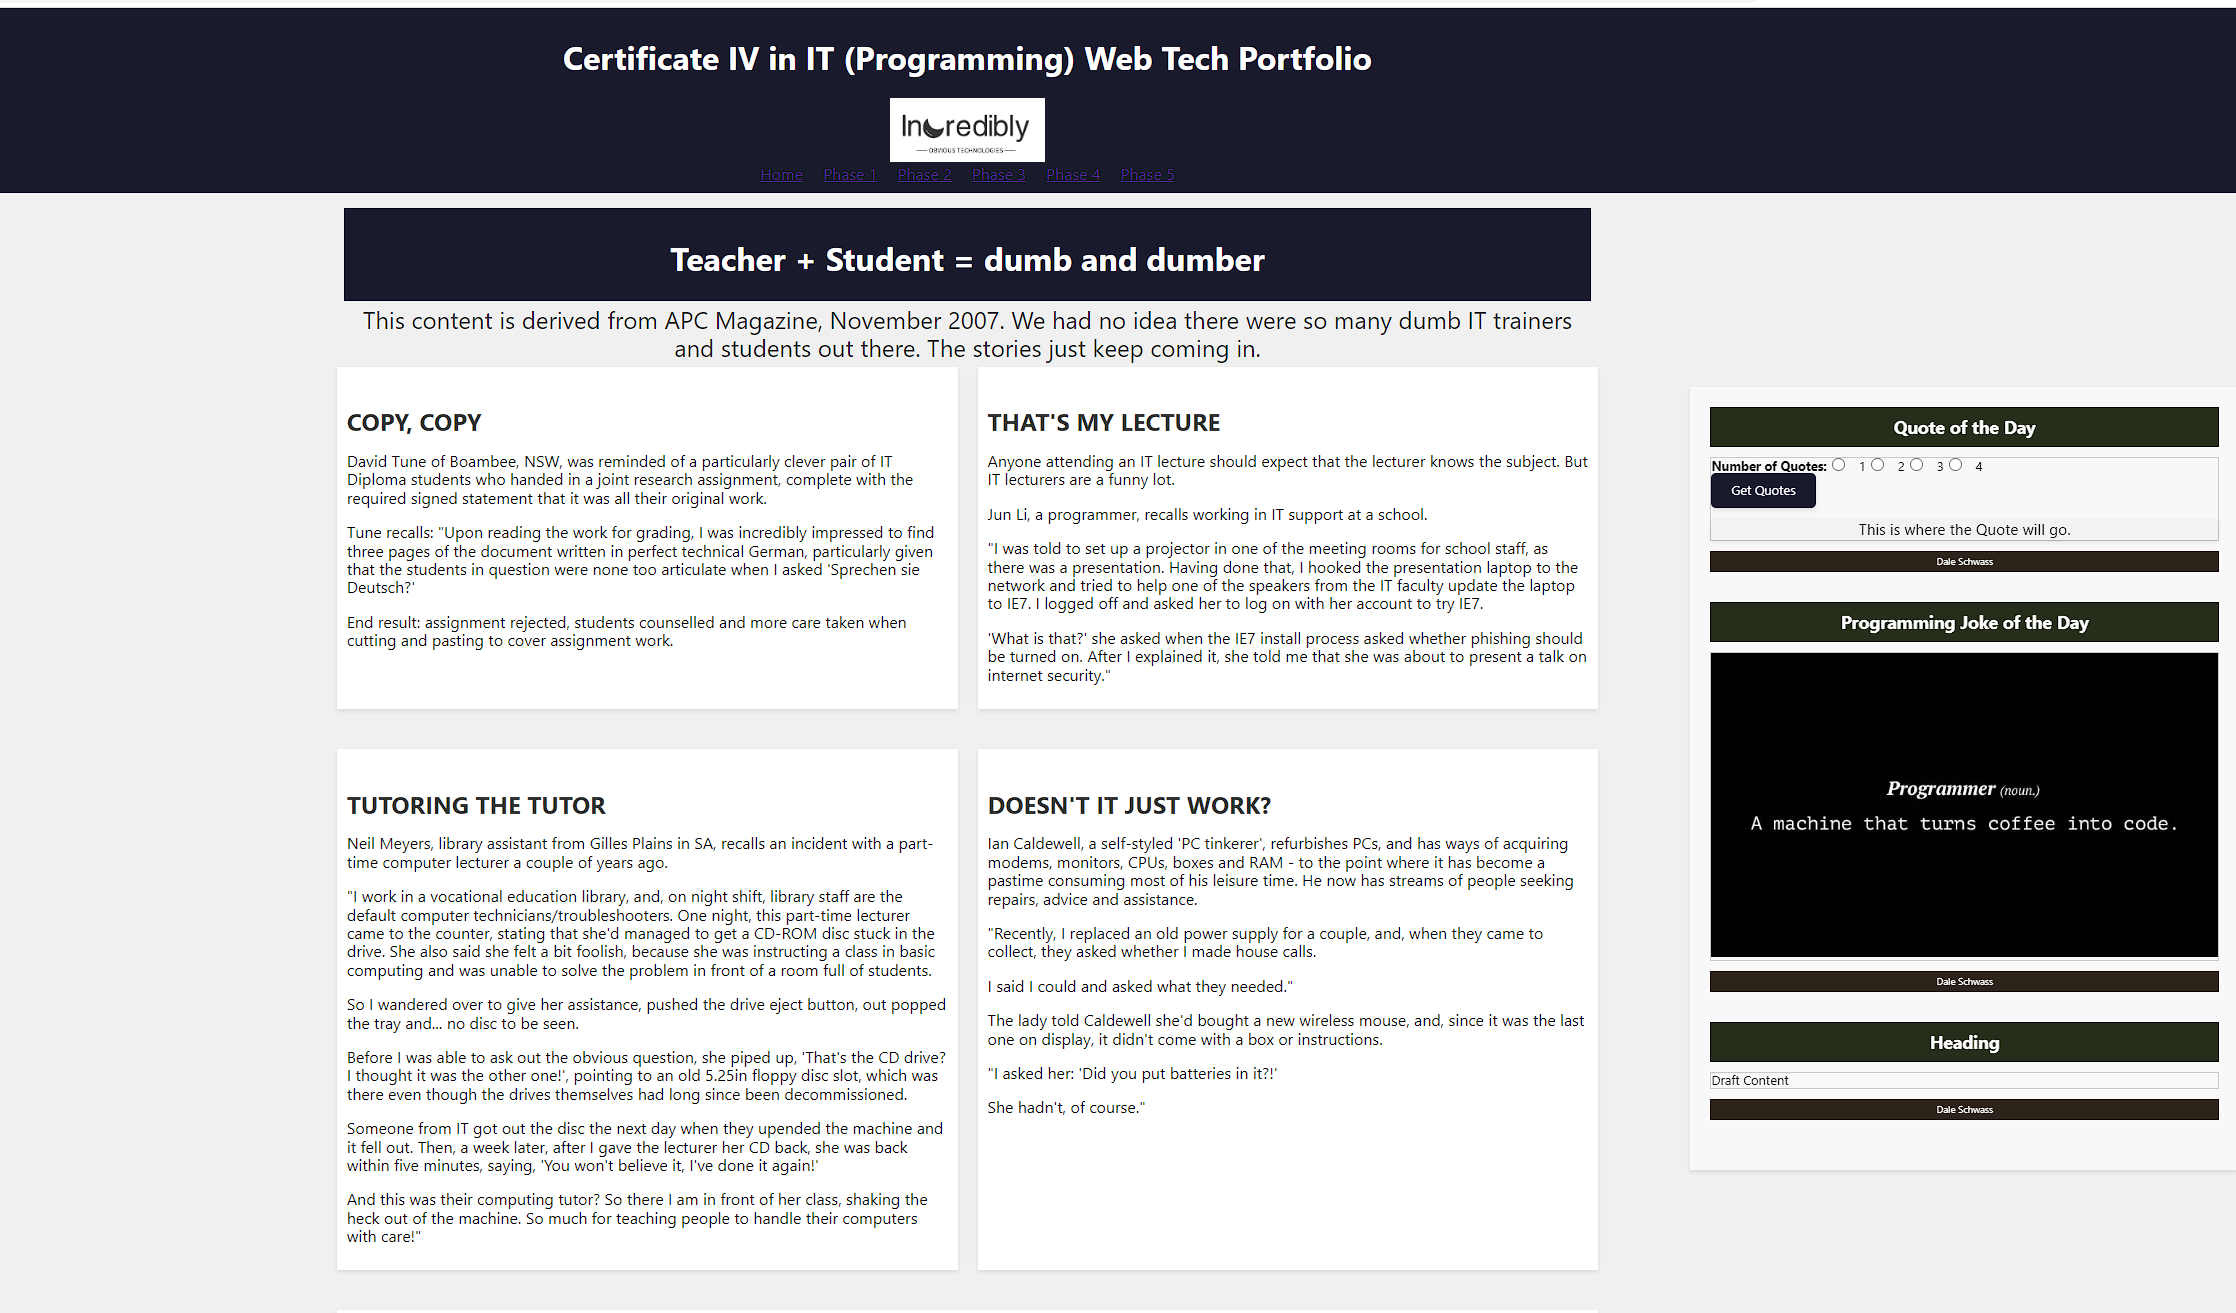 Certificate IV in IT (Programming) Web Tech Portfolio
Incredibly
OBVIOUS TECHNOLOGIES
Home Phase 1 Phase 2 Phase 3 Phase 4 Phase 5
Teacher + Student = dumb and dumber
This content is derived from APC Magazine, November 2007. We had no idea there were so many dumb IT trainers
and students out there. The stories just keep coming in.
COPY, COPY
David Tune of Boambee, NSW, was reminded of a particularly clever pair of IT
Diploma students who handed in a joint research assignment, complete with the
required signed statement that it was all their original work.
Tune recalls: "Upon reading the work for grading, I was incredibly impressed to find
three pages of the document written in perfect technical German, particularly given
that the students in question were none too articulate when I asked 'Sprechen sie
Deutsch?'
End result: assignment rejected, students counselled and more care taken when
cutting and pasting to cover assignment work.
THAT'S MY LECTURE
Anyone attending an IT lecture should expect that the lecturer knows the subject. But
IT lecturers are a funny lot.
Jun Li, a programmer, recalls working in IT support at a school.
"I was told to set up a projector in one of the meeting rooms for school staff, as
there was a presentation. Having done that, I hooked the presentation laptop to the
network and tried to help one of the speakers from the IT faculty update the laptop
to IE7. I logged off and asked her to log on with her account to try IE7.
'What is that?' she asked when the IE7 install process asked whether phishing should
be turned on. After I explained it, she told me that she was about to present a talk on
internet security."
TUTORING THE TUTOR
Neil Meyers, library assistant from Gilles Plains in SA, recalls an incident with a part-
time computer lecturer a couple of years ago.
"I work in a vocational education library, and, on night shift, library staff are the
default computer technicians/troubleshooters. One night, this part-time lecturer
came to the counter, stating that she'd managed to get a CD-ROM disc stuck in the
drive. She also said she felt a bit foolish, because she was instructing a class in basic
computing and was unable to solve the problem in front of a room full of students.
So I wandered over to give her assistance, pushed the drive eject button, out popped
the tray and... no disc to be seen.
Before I was able to ask out the obvious question, she piped up, 'That's the CD drive?
I thought it was the other one!', pointing to an old 5.25in floppy disc slot, which was
there even though the drives themselves had long since been decommissioned.
Someone from IT got out the disc the next day when they upended the machine and
it fell out. Then, a week later, after I gave the lecturer her CD back, she was back
within five minutes, saying, 'You won't believe it, I've done it again!'
And this was their computing tutor? So there I am in front of her class, shaking the
heck out of the machine. So much for teaching people to handle their computers
with care!"
DOESN'T IT JUST WORK?
Ian Caldewell, a self-styled 'PC tinkerer', refurbishes PCs, and has ways of acquiring
modems, monitors, CPUs, boxes and RAM - to the point where it has become a
pastime consuming most of his leisure time. He now has streams of people seeking
repairs, advice and assistance.
"Recently, I replaced an old power supply for a couple, and, when they came to
collect, they asked whether I made house calls.
I said I could and asked what they needed."
The lady told Caldewell she'd bought a new wireless mouse, and, since it was the last
one on display, it didn't come with a box or instructions.
"I asked her: 'Did you put batteries in it?!'
She hadn't, of course."
Quote of the Day
Number of Quotes: 1 2 3 4
Get Quotes
This is where the Quote will go.
Dale Schwass
Programming Joke of the Day
Programmer (noun.)
A machine that turns coffee into code.
Dale Schwass
Heading
Draft Content
Dale Schwass